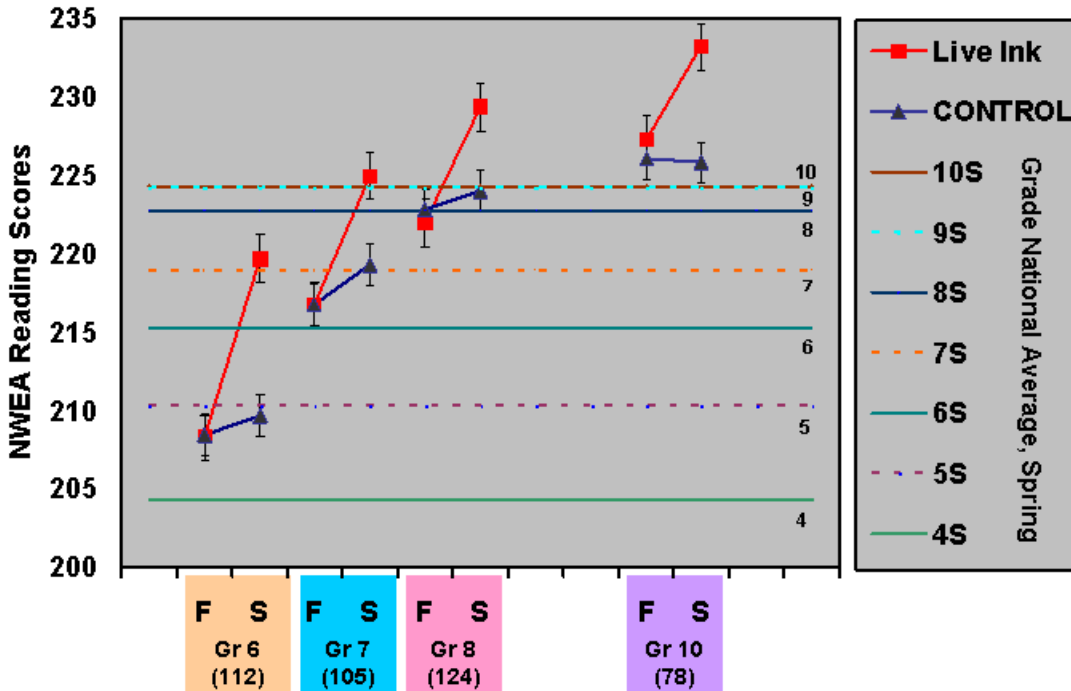 NWEA Reading Scores
235
230
225
220
215
210
205
200
10
9
8
7
6
5
4
F S
Gr 6
(112)
F S
Gr 7
(105)
F S
Gr 8
(124)
F S
Gr 10
(78)
Live Ink
CONTROL
10S
9S
8S
7S
6S
5S
4S
Grade National Average, Spring